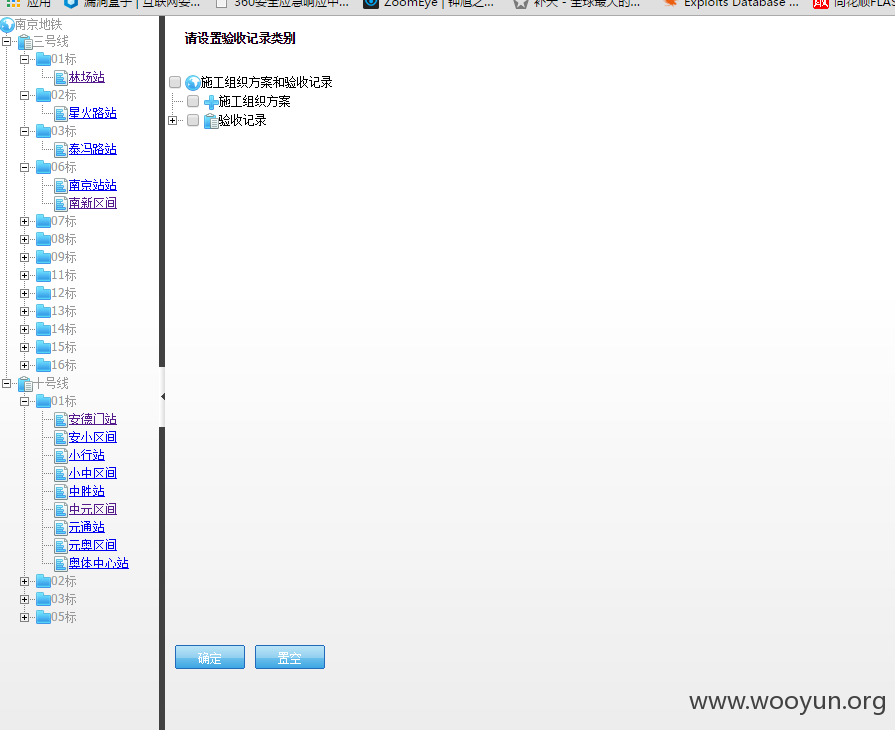 应用
漏洞盒子 | 互联网安...
360安全应急响应中...
ZoomEye | 钟馗之...
补天 - 全球最大的...
Exploits Database ...
同花顺FLAS
南京地铁
三号线
01标
林场站
02标
星火路站
03标
泰冯路站
06标
南京站站
南新区间
07标
08标
09标
11标
12标
13标
14标
15标
16标
十号线
01标
安德门站
安小区间
小行站
小中区间
中胜站
中元区间
元通站
元奥区间
奥体中心站
02标
03标
05标
请设置验收记录类别
施工组织方案和验收记录
施工组织方案
验收记录
确定
置空
www.wooyun.org